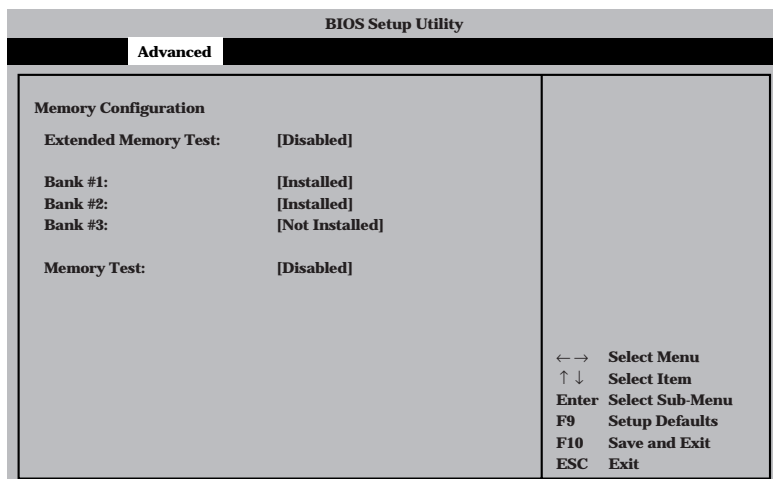 BIOS Setup Utility
Advanced
Memory Configuration
Extended Memory Test: [Disabled]
Bank #1: [Installed]
Bank #2: [Installed]
Bank #3: [Not Installed]
Memory Test: [Disabled]
←→ Select Menu
↑↓ Select Item
Enter Select Sub-Menu
F9 Setup Defaults
F10 Save and Exit
ESC Exit